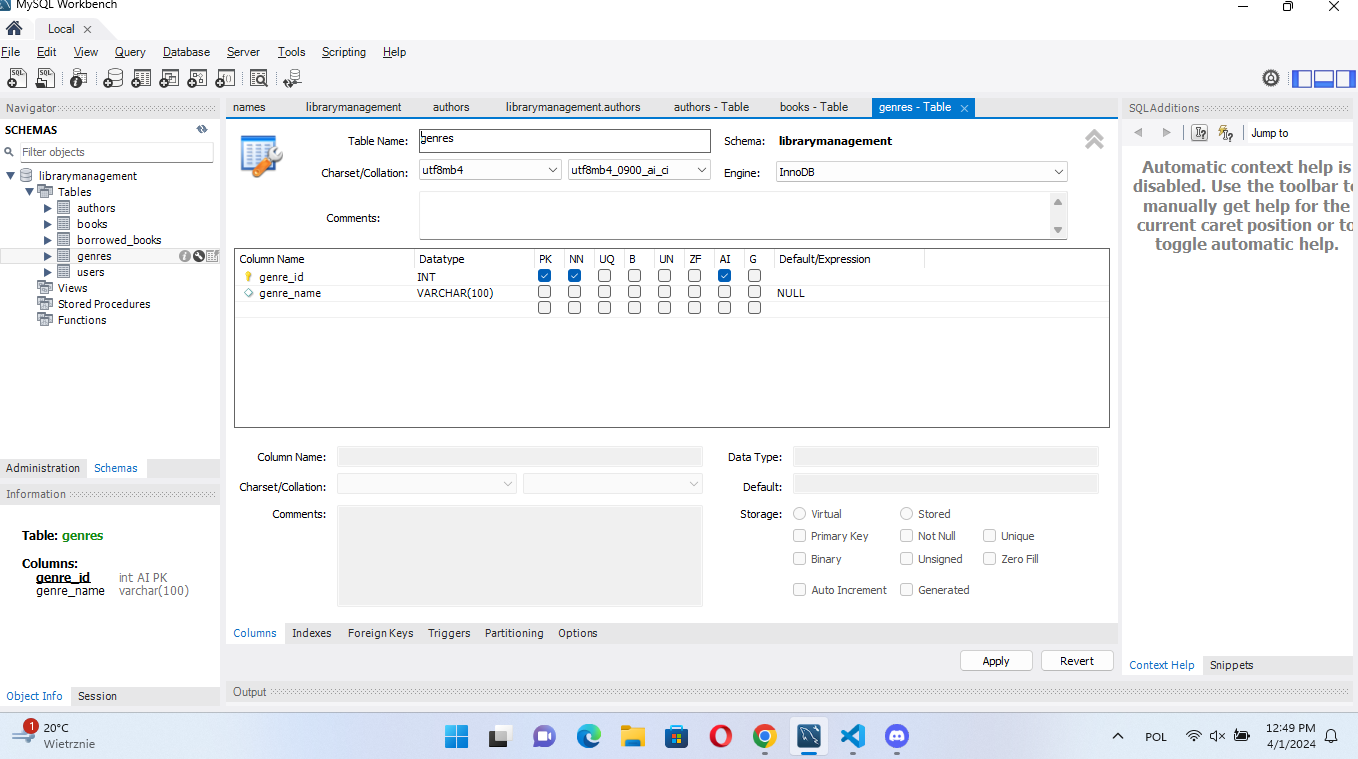 MySQL Workbench
Local
File Edit View Query Database Server Tools Scripting Help
Navigator
SCHEMAS
Filter objects
librarymanagement
Tables
authors
books
borrowed_books
genres
users
Views
Stored Procedures
Functions
Administration Schemas
Information
Table: genres
Columns:
genre_id int AI PK
genre_name varchar(100)
Object Info Session
names librarymanagement authors librarymanagement.authors authors - Table books - Table genres - Table
Table Name: genres Schema: librarymanagement
Charset/Collation: utf8mb4 utf8mb4_0900_ai_ci Engine: InnoDB
Comments:
Column Name Datatype PK NN UQ B UN ZF AI G Default/Expression
genre_id INT
genre_name VARCHAR(100) NULL
Column Name: Data Type:
Charset/Collation: Default:
Comments: Storage: Virtual Stored
Primary Key Not Null Unique
Binary Unsigned Zero Fill
Auto Increment Generated
Columns Indexes Foreign Keys Triggers Partitioning Options
Apply Revert
Output
SQLAdditions
Jump to
Automatic context help is
disabled. Use the toolbar to
manually get help for the
current caret position or to
toggle automatic help.
Context Help Snippets
1
20°C
Wietrznie
POL
12:49 PM
4/1/2024